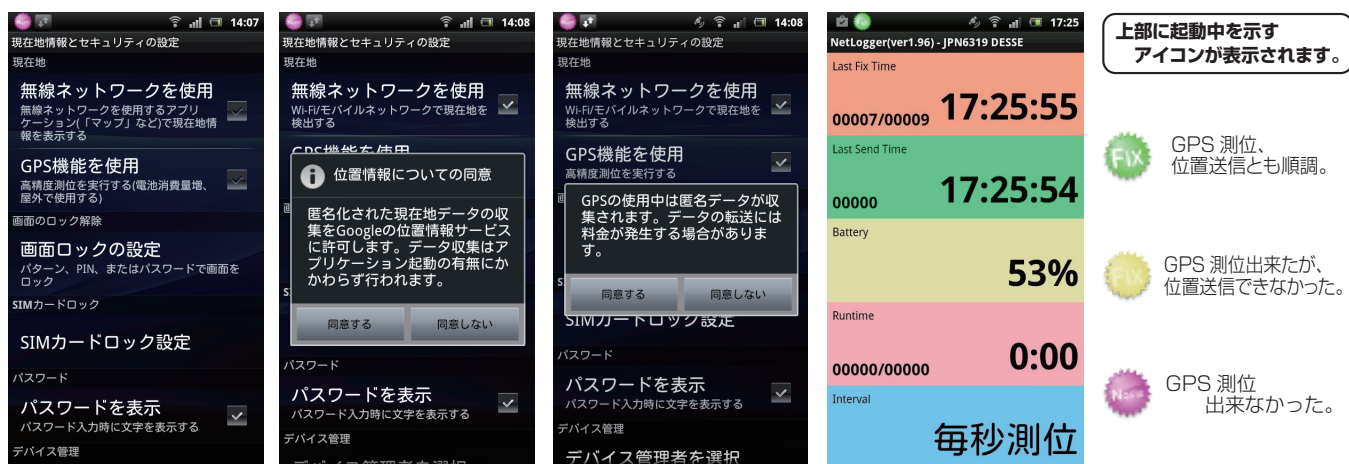 14:07
現在地情報とセキュリティの設定
現在地
無線ネットワークを使用
無線ネットワークを使用するアプリ
ケーション(「マップ」など)で現在地情
報を表示する
GPS機能を使用
高精度測位を実行する(電池消費量増、
屋外で使用する)
画面のロック解除
画面ロックの設定
パターン、PIN、またはパスワードで画面を
ロック
SIMカードロック
SIMカードロック設定
パスワード
パスワードを表示
パスワード入力時に文字を表示する
デバイス管理
14:08
現在地情報とセキュリティの設定
現在地
無線ネットワークを使用
Wi-Fi/モバイルネットワークで現在地を
検出する
GPS機能を使用
位置情報についての同意
匿名化された現在地データの収
集をGoogleの位置情報サービス
に許可します。データ収集はア
プリケーション起動の有無にか
かわらず行われます。
同意する 同意しない
パスワード
パスワードを表示
パスワード入力時に文字を表示する
デバイス管理
デバイス管理者を選択
14:08
現在地情報とセキュリティの設定
現在地
無線ネットワークを使用
Wi-Fi/モバイルネットワークで現在地を
検出する
GPS機能を使用
高精度測位を実行する
GPSの使用中は匿名データが収
集されます。データの転送には
料金が発生する場合がありま
す。
同意する 同意しない
SIMカードロック設定
パスワード
パスワードを表示
パスワード入力時に文字を表示する
デバイス管理
デバイス管理者を選択
17:25
NetLogger(ver1.96) - JPN6319 DESSE
Last Fix Time
00007/00009 17:25:55
Last Send Time
00000 17:25:54
Battery
53%
Runtime
00000/00000 0:00
Interval
毎秒測位
上部に起動中を示す
アイコンが表示されます。
FIX
GPS 測位、
位置送信とも順調。
FIX
GPS 測位出来たが、
位置送信できなかった。
None
GPS 測位
出来なかった。